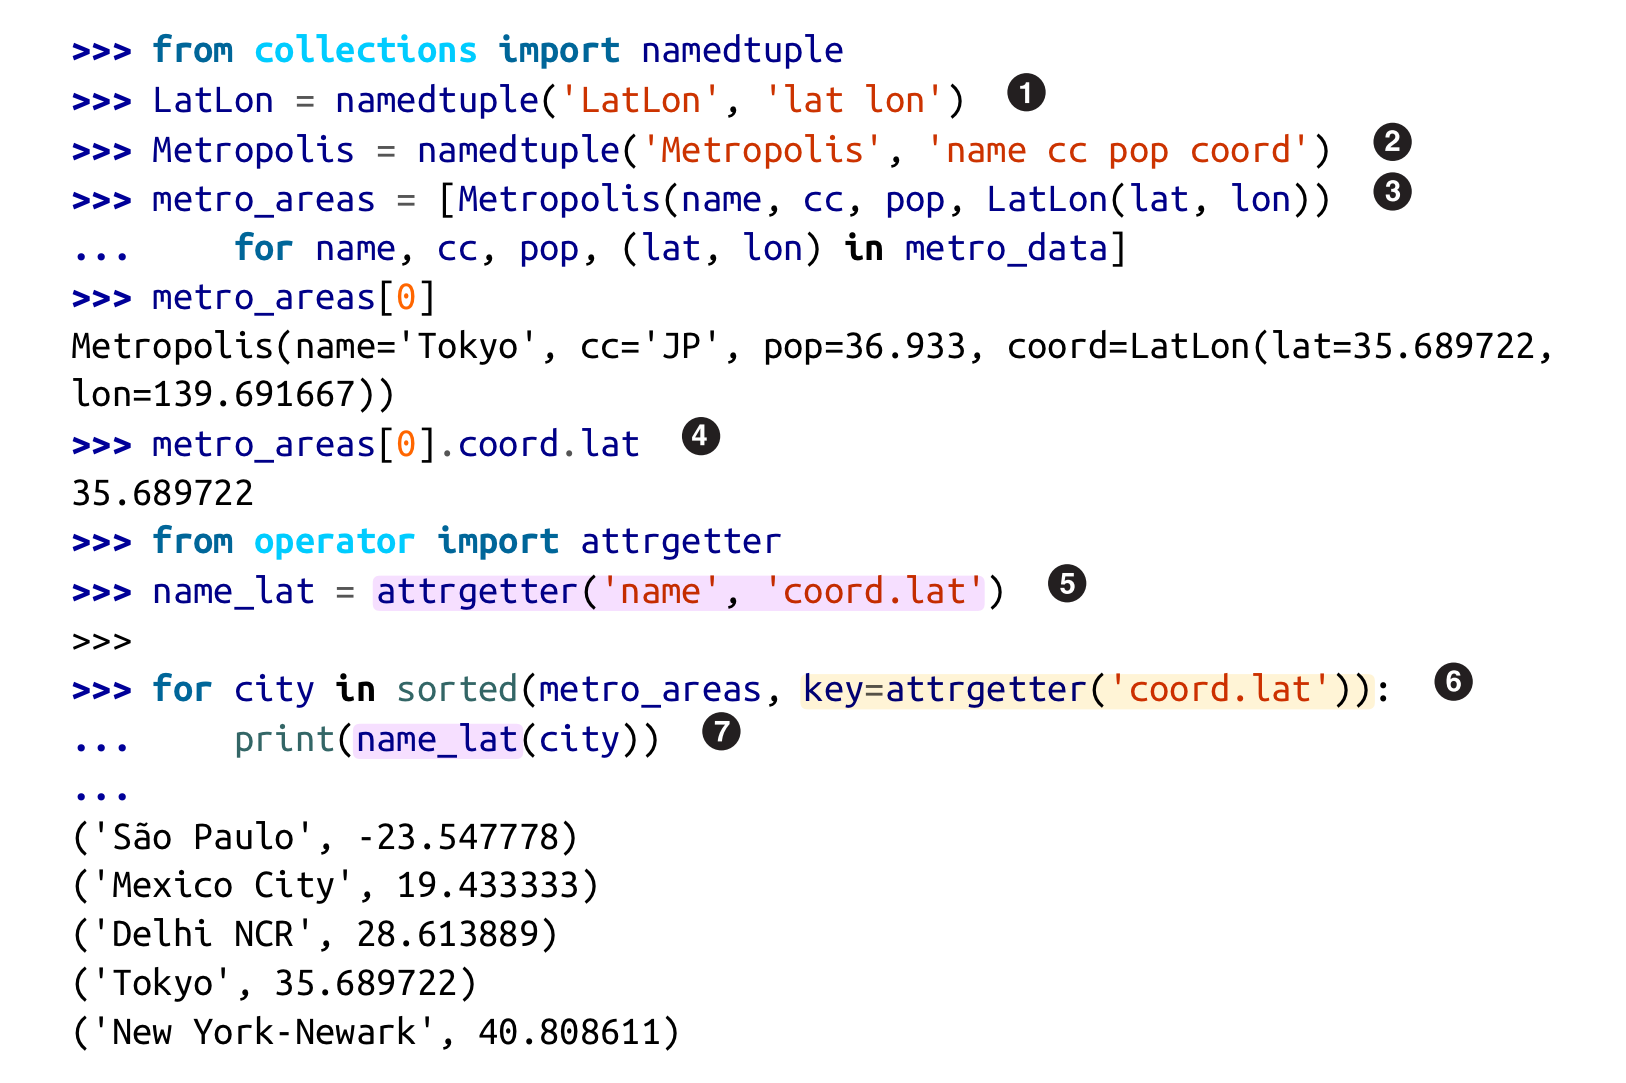 >>> from collections import namedtuple
>>> LatLon = namedtuple('LatLon', 'lat lon') ❶
>>> Metropolis = namedtuple('Metropolis', 'name cc pop coord') ❷
>>> metro_areas = [Metropolis(name, cc, pop, LatLon(lat, lon)) ❸
...     for name, cc, pop, (lat, lon) in metro_data]
>>> metro_areas[0]
Metropolis(name='Tokyo', cc='JP', pop=36.933, coord=LatLon(lat=35.689722,
lon=139.691667))
>>> metro_areas[0].coord.lat ❹
35.689722
>>> from operator import attrgetter
>>> name_lat = attrgetter('name', 'coord.lat') ❺
>>>
>>> for city in sorted(metro_areas, key=attrgetter('coord.lat')): ❻
...     print(name_lat(city)) ❼
...
('São Paulo', -23.547778)
('Mexico City', 19.433333)
('Delhi NCR', 28.613889)
('Tokyo', 35.689722)
('New York-Newark', 40.808611)